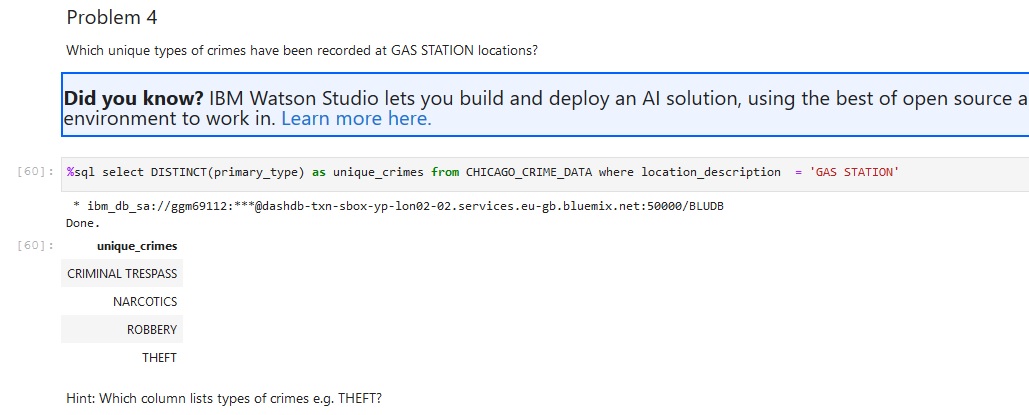 Problem 4
Which unique types of crimes have been recorded at GAS STATION locations?
Did you know? IBM Watson Studio lets you build and deploy an AI solution, using the best of open source a
environment to work in. Learn more here.
[60]: %sql select DISTINCT(primary_type) as unique_crimes from CHICAGO_CRIME_DATA where location_description  = 'GAS STATION'
* ibm_db_sa://ggm69112:***@dashdb-txn-sbox-yp-lon02-02.services.eu-gb.bluemix.net:50000/BLUDB
Done.
[60]: unique_crimes
CRIMINAL TRESPASS
NARCOTICS
ROBBERY
THEFT
Hint: Which column lists types of crimes e.g. THEFT?